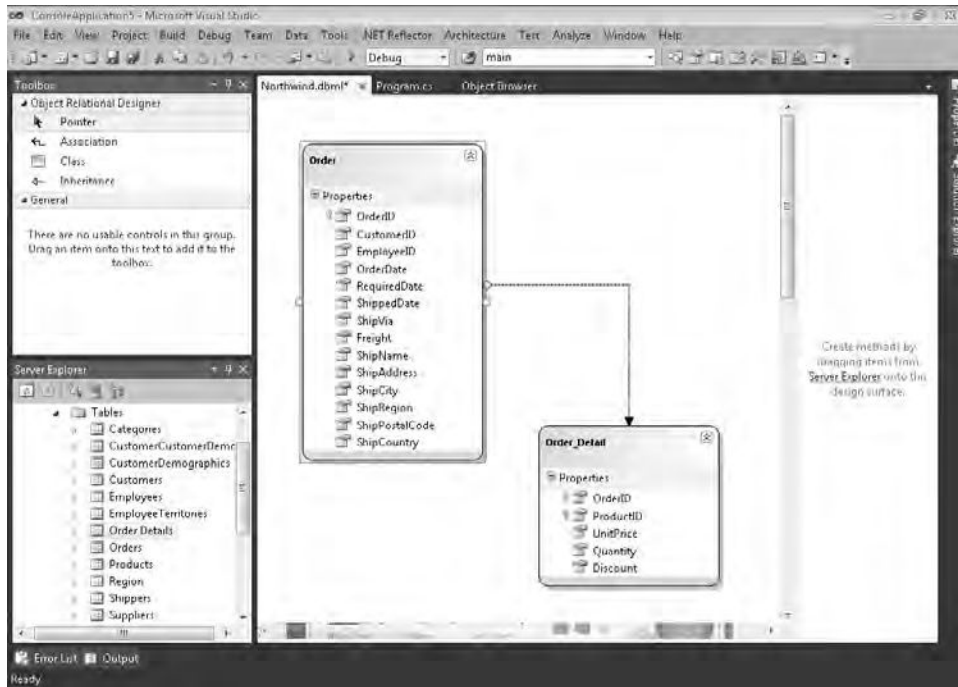 ConsoleApplication5 - Microsoft Visual Studio
File Edit View Project Build Debug Team Data Tools .NET Reflector Architecture Test Analyze Window Help
Debug main
Toolbox
Object Relational Designer
Pointer
Association
Class
Inheritance
General
There are no usable controls in this group.
Drag an item onto this text to add it to the
toolbox.
Server Explorer
Tables
Categories
CustomerCustomerDemo
CustomerDemographics
Customers
Employees
EmployeeTerritories
Order Details
Orders
Products
Region
Shippers
Suppliers
Northwind.dbml* Program.cs Object Browser
Order
Properties
OrderID
CustomerID
EmployeeID
OrderDate
RequiredDate
ShippedDate
ShipVia
Freight
ShipName
ShipAddress
ShipCity
ShipRegion
ShipPostalCode
ShipCountry
Order_Detail
Properties
OrderID
ProductID
UnitPrice
Quantity
Discount
Create methods by
dragging items from
Server Explorer onto this
design surface.
Properties
Solution Explorer
Error List Output
Ready